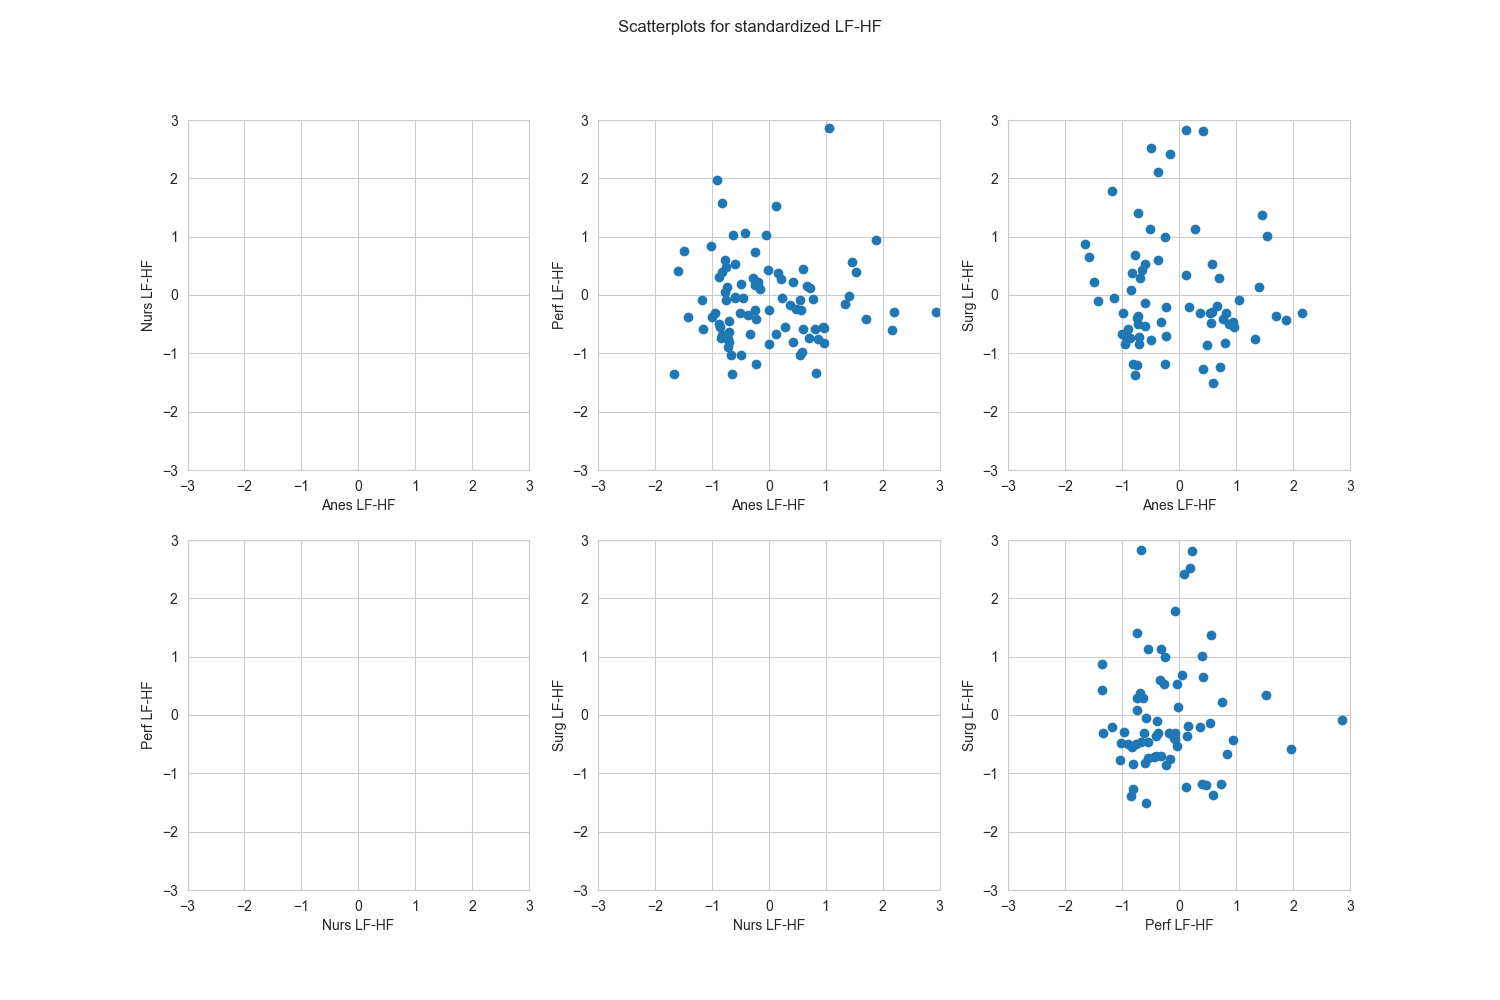 Scatterplots for standardized LF-HF
3
2
1
0
−1
−2
−3
Nurs LF-HF
−3 −2 −1 0 1 2 3
Anes LF-HF
3
2
1
0
−1
−2
−3
Perf LF-HF
−3 −2 −1 0 1 2 3
Anes LF-HF
3
2
1
0
−1
−2
−3
Surg LF-HF
−3 −2 −1 0 1 2 3
Anes LF-HF
3
2
1
0
−1
−2
−3
Perf LF-HF
−3 −2 −1 0 1 2 3
Nurs LF-HF
3
2
1
0
−1
−2
−3
Surg LF-HF
−3 −2 −1 0 1 2 3
Nurs LF-HF
3
2
1
0
−1
−2
−3
Surg LF-HF
−3 −2 −1 0 1 2 3
Perf LF-HF